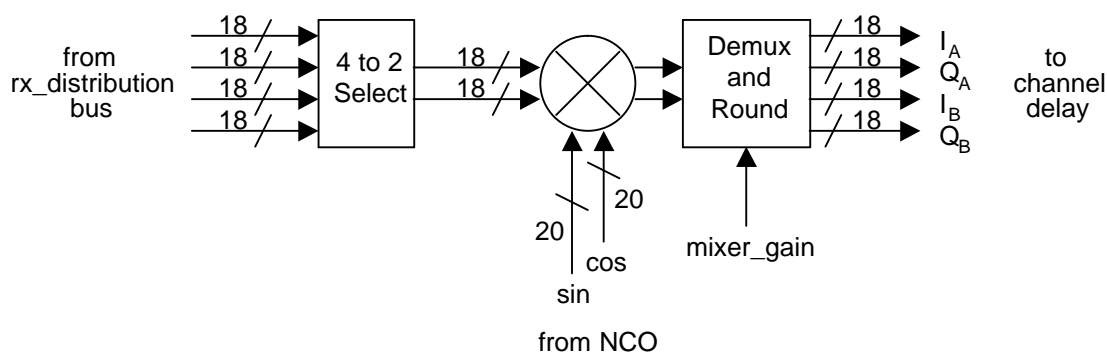 from
rx_distribution
bus
18
18
18
18
4 to 2
Select
18
18
20
20
sin
cos
from NCO
Demux
and
Round
mixer_gain
18
18
18
18
I_A
Q_A
I_B
Q_B
to
channel
delay